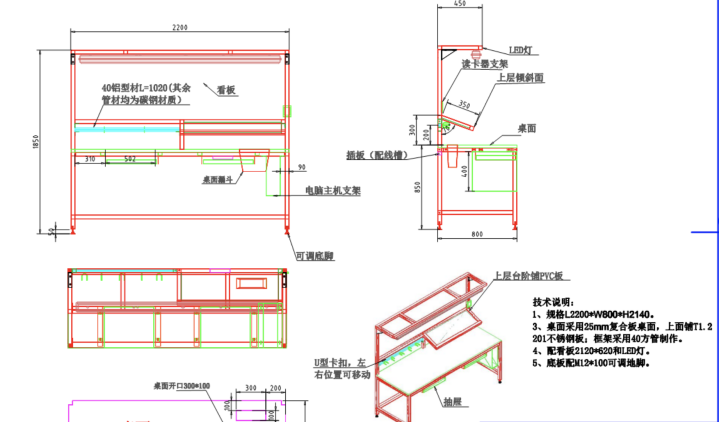 2200
450
LED灯
读卡器支架
上层倾斜面
40铝型材L=1020(其余
管材均为碳钢材质)
看板
350
1850
300
200
桌面
插板(配线槽)
310
502
90
桌面漏斗
电脑主机支架
850
400
50
800
可调底脚
上层台阶铺PVC板
技术说明:
1、规格L2200*W800*H2140。
3、桌面采用25mm复合板桌面,上面铺T1.2
201不锈钢板;框架采用40方管制作。
4、配看板2120*620和LED灯。
5、底板配M12*100可调地脚。
U型卡扣,左
右位置可移动
抽屉
桌面开口300*100
300
200
100